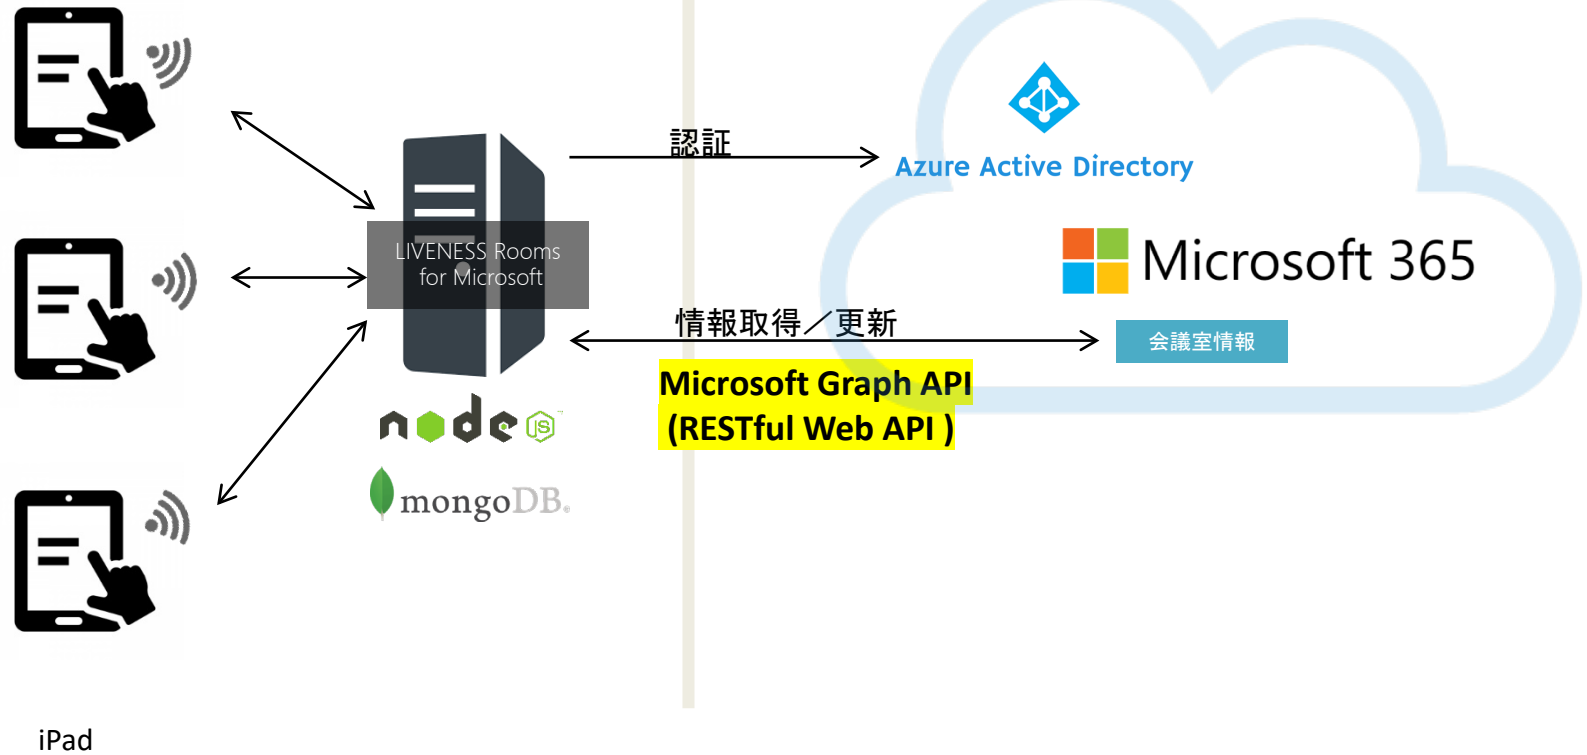 認証
Azure Active Directory
LIVENESS Rooms
for Microsoft
Microsoft 365
情報取得／更新
会議室情報
Microsoft Graph API
(RESTful Web API )
node JS
mongoDB®
iPad